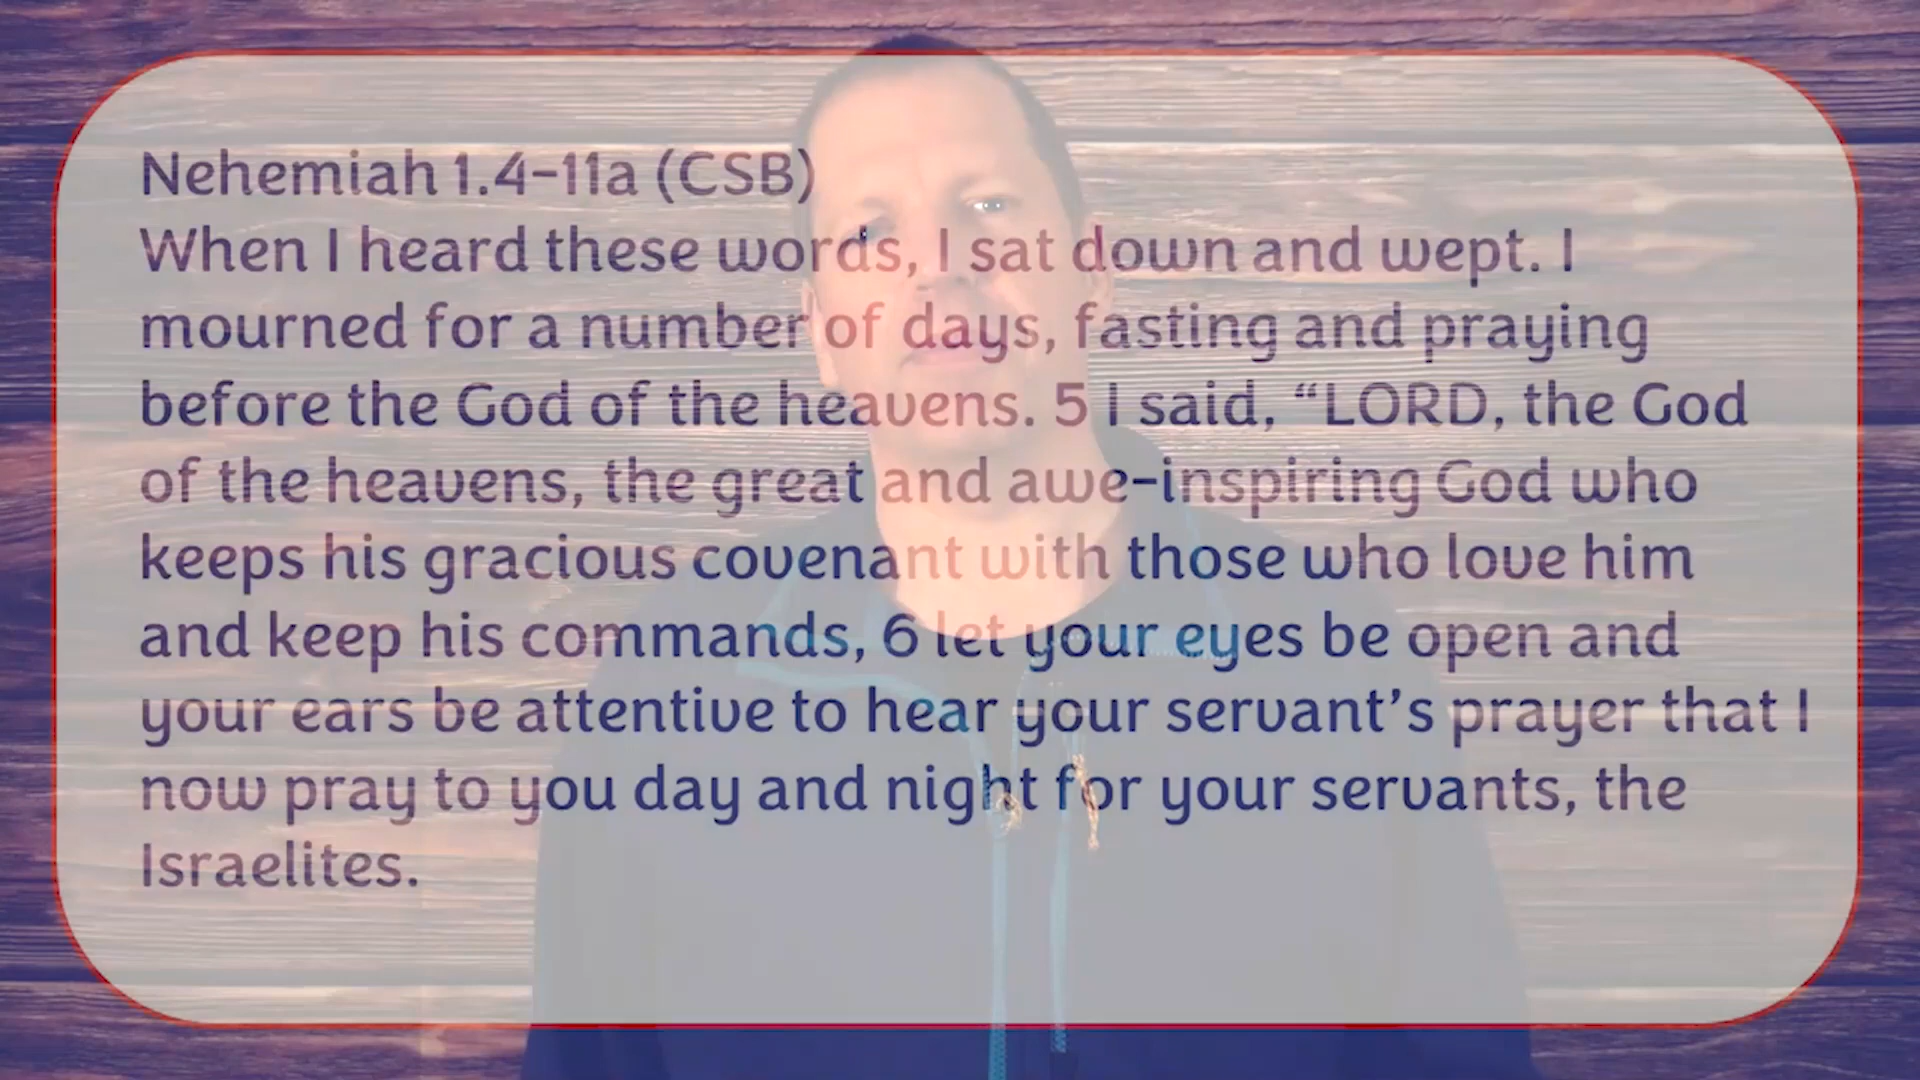 Nehemiah 1.4-11a (CSB)
When I heard these words, I sat down and wept. I
mourned for a number of days, fasting and praying
before the God of the heavens. 5 I said, “LORD, the God
of the heavens, the great and awe-inspiring God who
keeps his gracious covenant with those who love him
and keep his commands, 6 let your eyes be open and
your ears be attentive to hear your servant’s prayer that I
now pray to you day and night for your servants, the
Israelites.